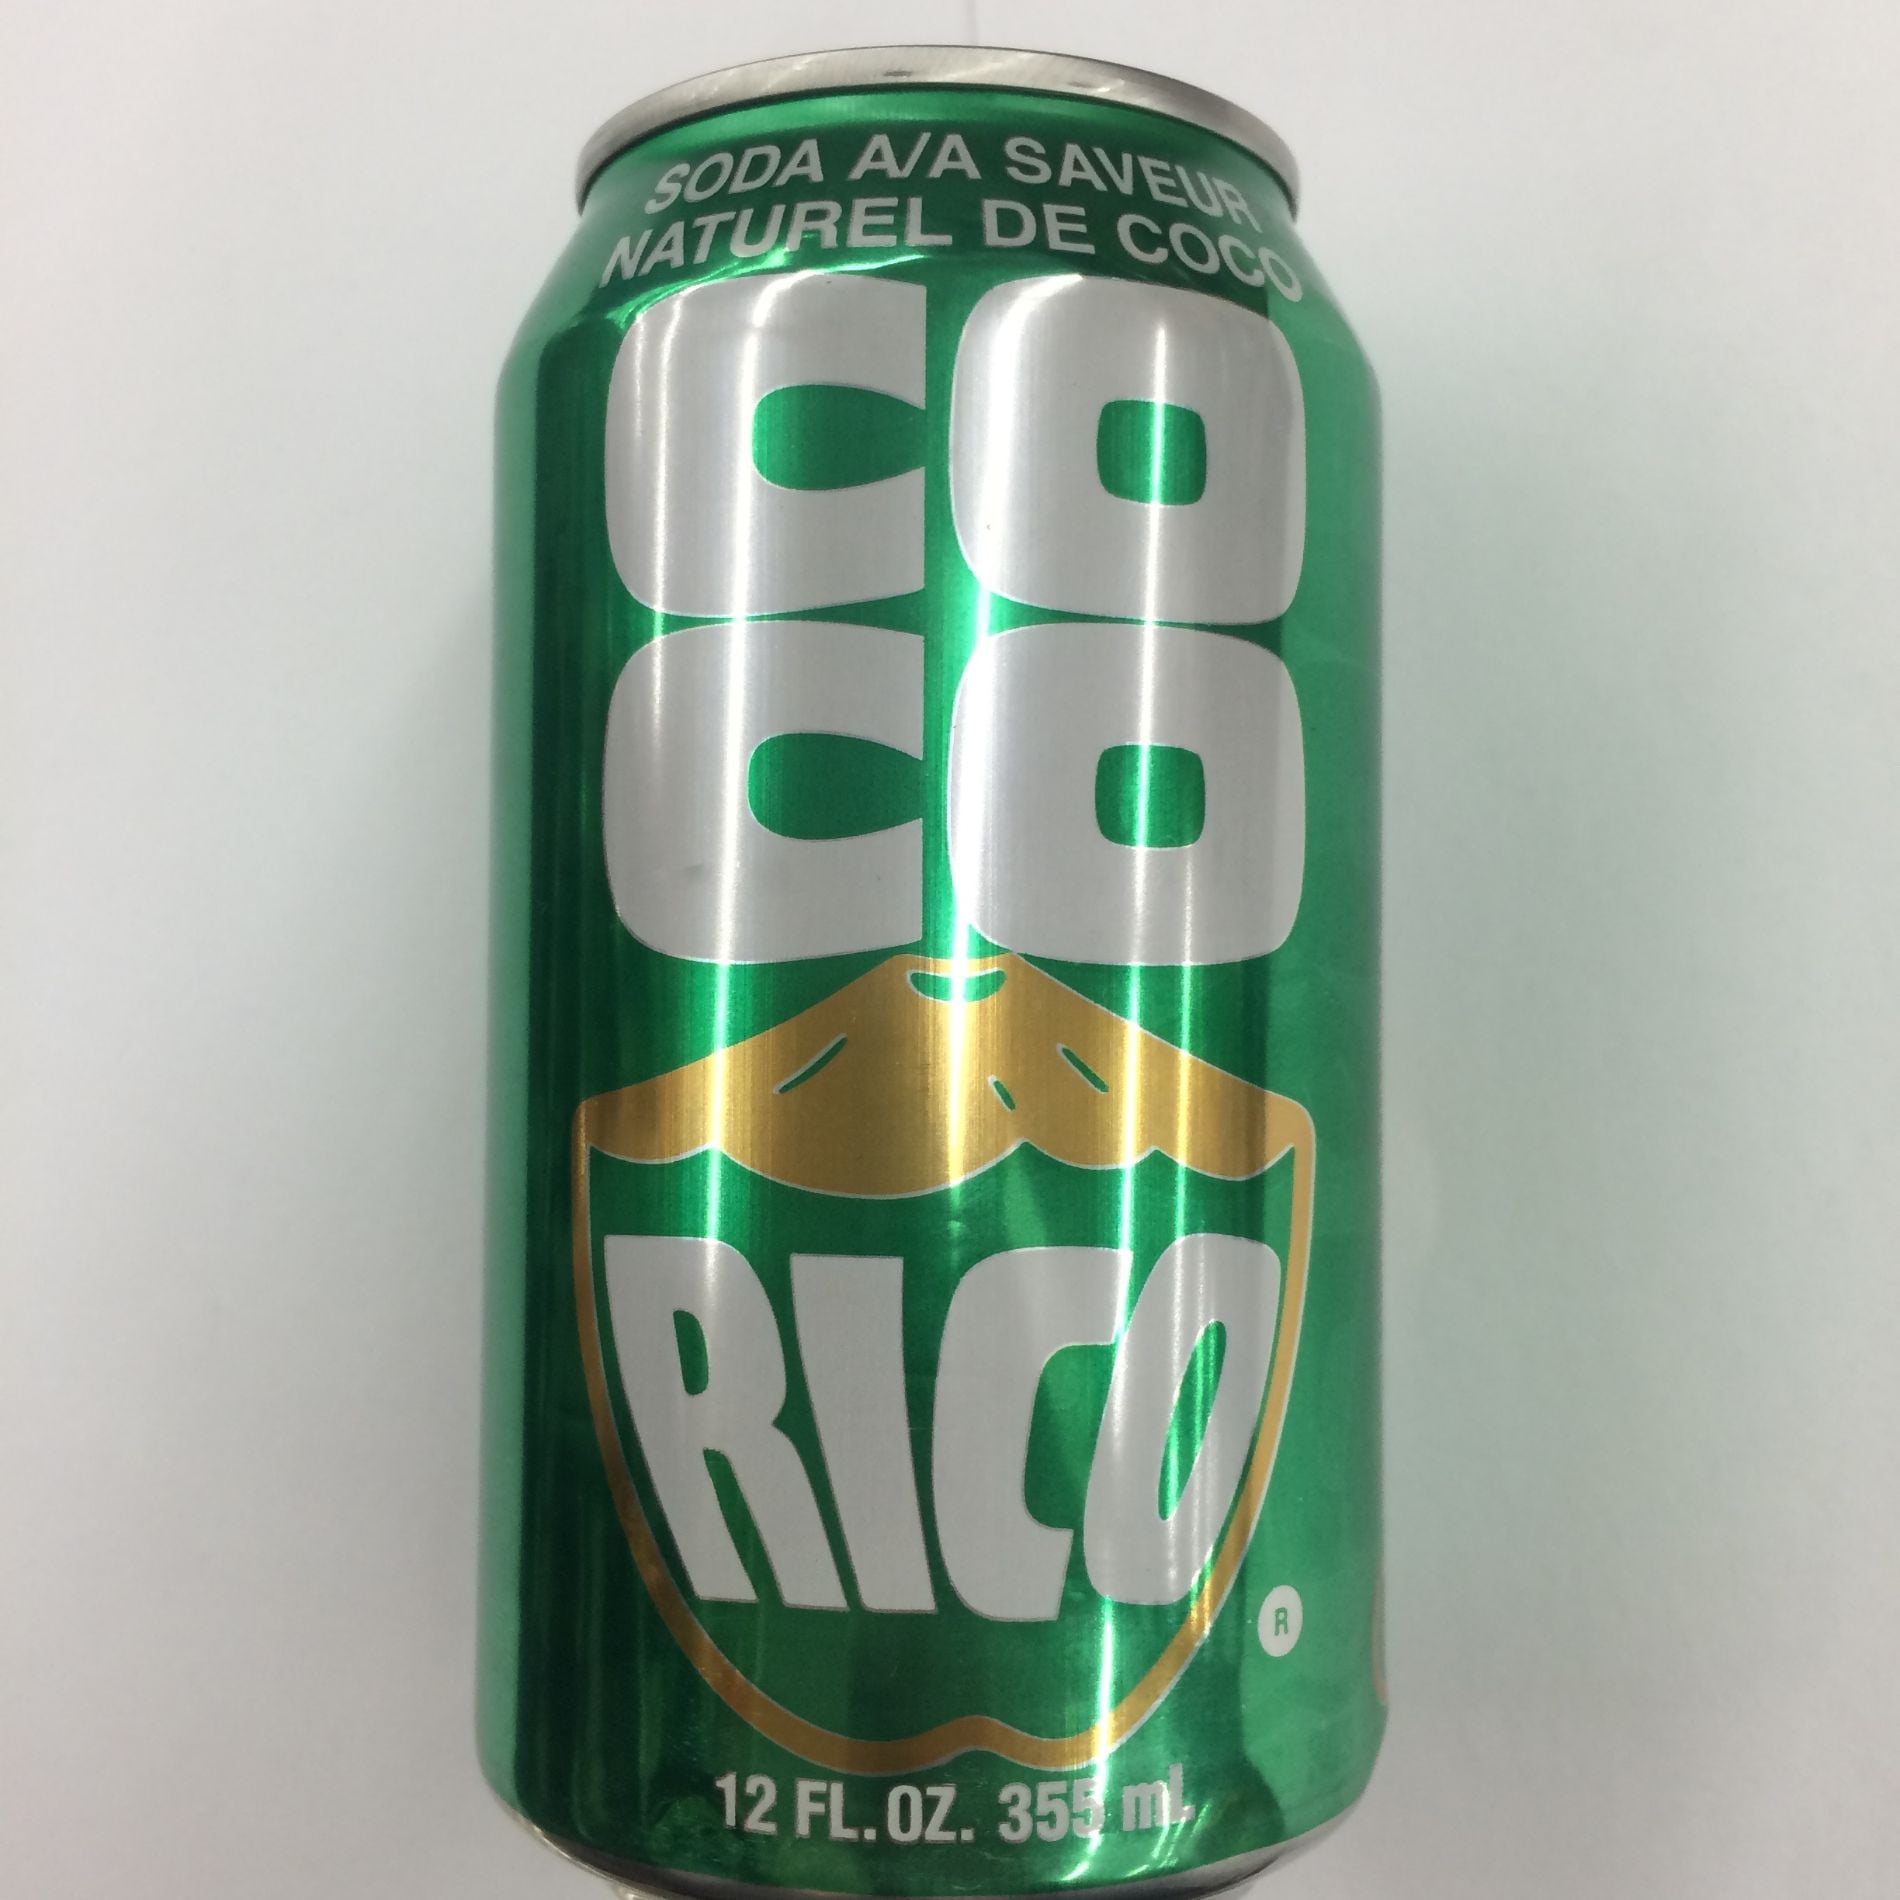 SODA A/A SAVEUR
NATUREL DE COCO
CO
CO
RICO
®
12 FL.OZ. 355 mL